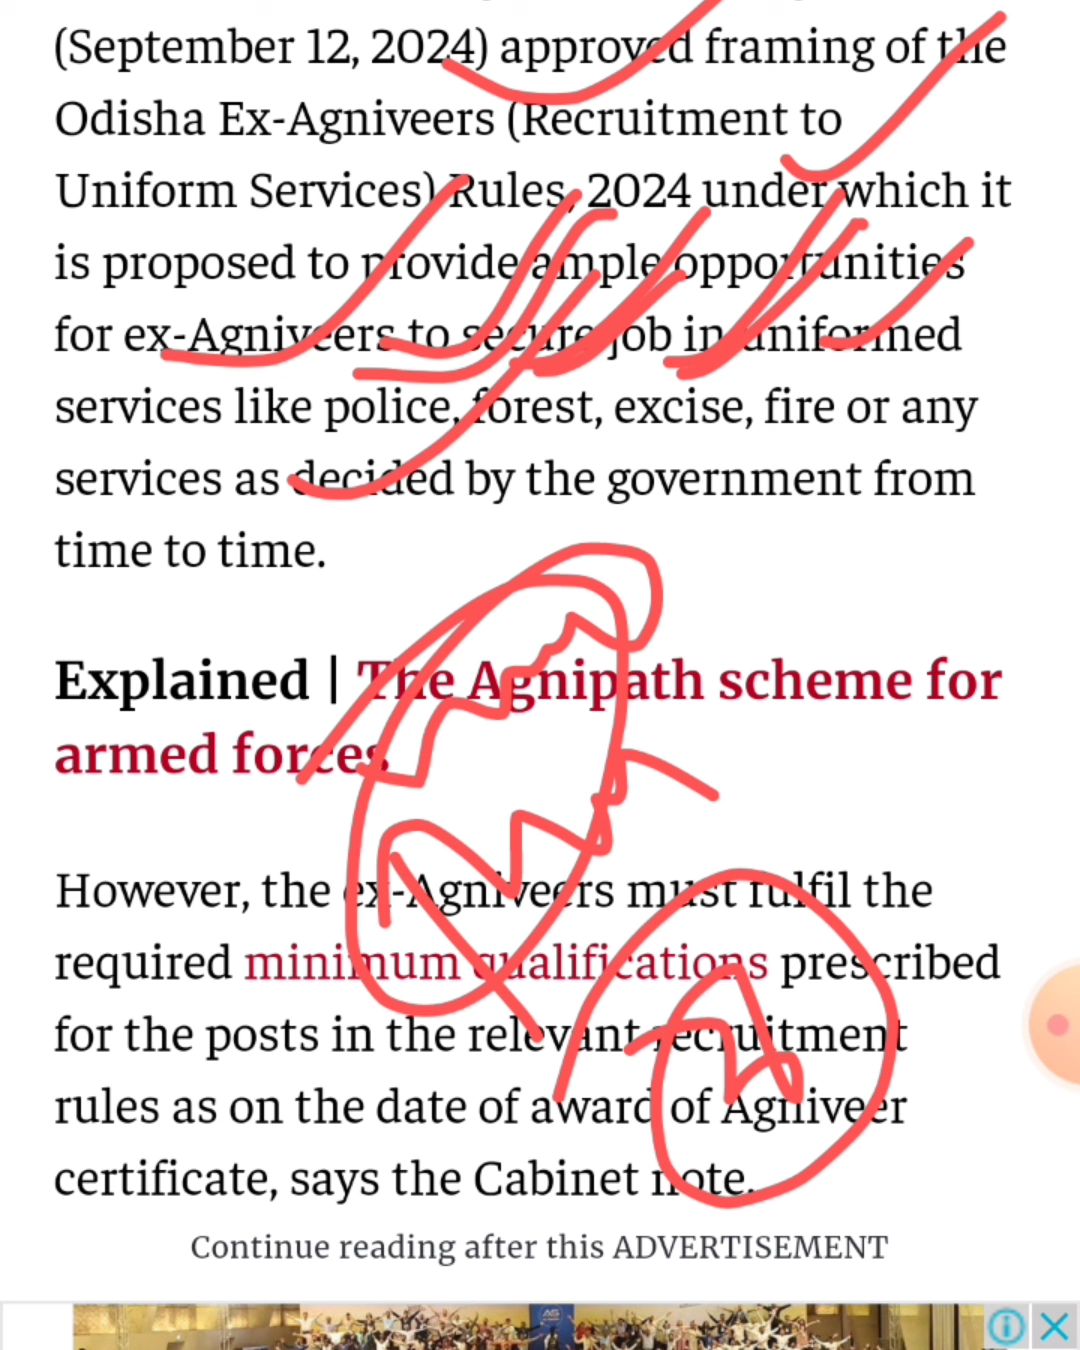 (September 12, 2024) approved framing of the
Odisha Ex-Agniveers (Recruitment to
Uniform Services) Rules, 2024 under which it
is proposed to provide ample opportunities
for ex-Agniveers to secure job in uniformed
services like police, forest, excise, fire or any
services as decided by the government from
time to time.
Explained | The Agnipath scheme for
armed forces
However, the ex-Agniveers must fulfil the
required minimum qualifications prescribed
for the posts in the relevant recruitment
rules as on the date of award of Agniveer
certificate, says the Cabinet note.
Continue reading after this ADVERTISEMENT